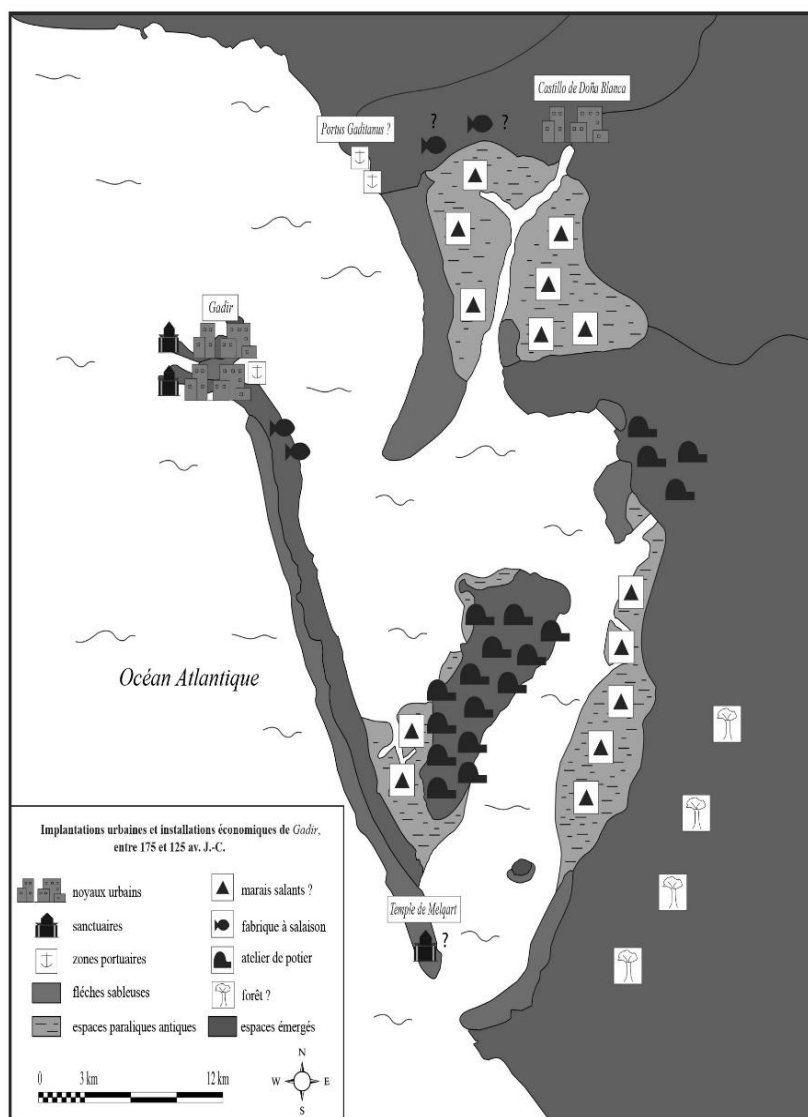 Castillo de Doña Blanca
Portus Gaditanus ?
?
?
Gadir
Océan Atlantique
Temple de Melqart
?
Implantations urbaines et installations économiques de Gadir,
entre 175 et 125 av. J.-C.
noyaux urbains
marais salants ?
sanctuaires
fabrique à salaison
zones portuaires
atelier de potier
fléches sableuses
forêt ?
espaces paraliques antiques
espaces émergés
0 3 km 12 km
N
W E
S